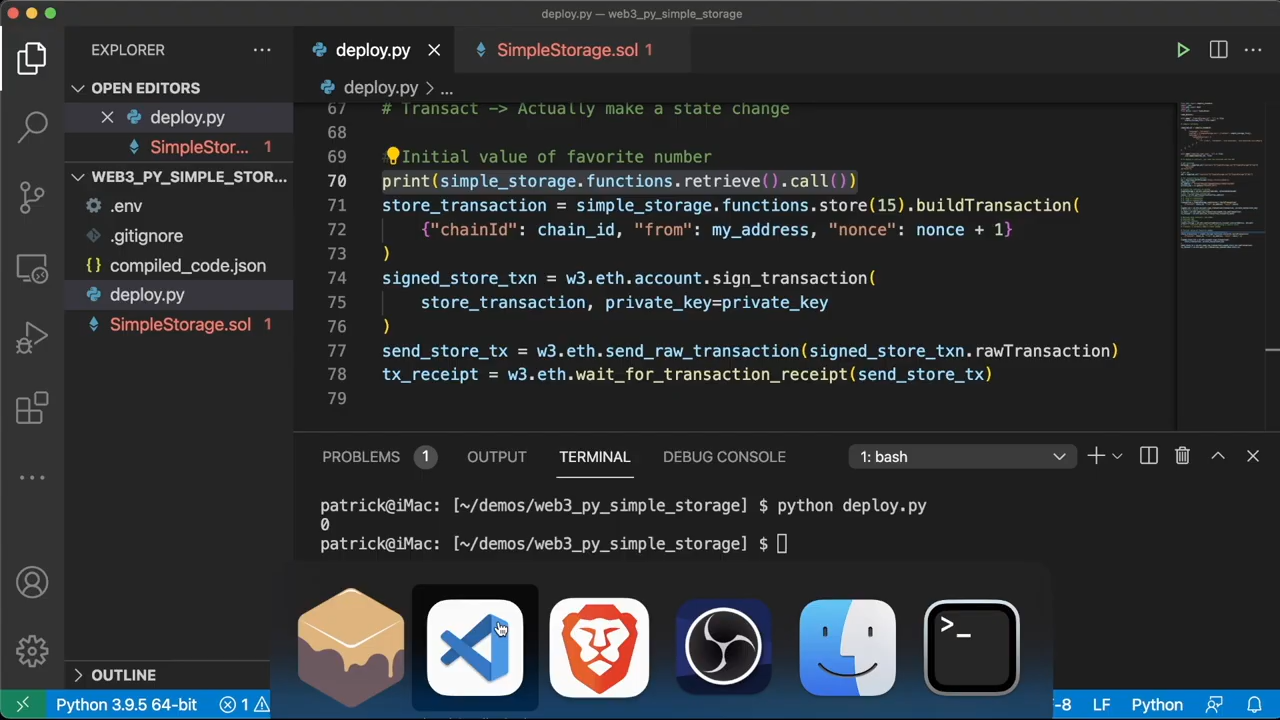 deploy.py — web3_py_simple_storage
EXPLORER
deploy.py
SimpleStorage.sol 1
OPEN EDITORS
deploy.py
deploy.py > ...
SimpleStor... 1
WEB3_PY_SIMPLE_STOR...
.env
.gitignore
compiled_code.json
deploy.py
SimpleStorage.sol 1
OUTLINE
67 # Transact -> Actually make a state change
68
69 # Initial value of favorite number
70 print(simple_storage.functions.retrieve().call())
71 store_transaction = simple_storage.functions.store(15).buildTransaction(
72 {"chainId": chain_id, "from": my_address, "nonce": nonce + 1}
73 )
74 signed_store_txn = w3.eth.account.sign_transaction(
75 store_transaction, private_key=private_key
76 )
77 send_store_tx = w3.eth.send_raw_transaction(signed_store_txn.rawTransaction)
78 tx_receipt = w3.eth.wait_for_transaction_receipt(send_store_tx)
79
PROBLEMS 1 OUTPUT TERMINAL DEBUG CONSOLE 1: bash
patrick@iMac: [~/demos/web3_py_simple_storage] $ python deploy.py
0
patrick@iMac: [~/demos/web3_py_simple_storage] $
>_
Python 3.9.5 64-bit 1 -8 LF Python